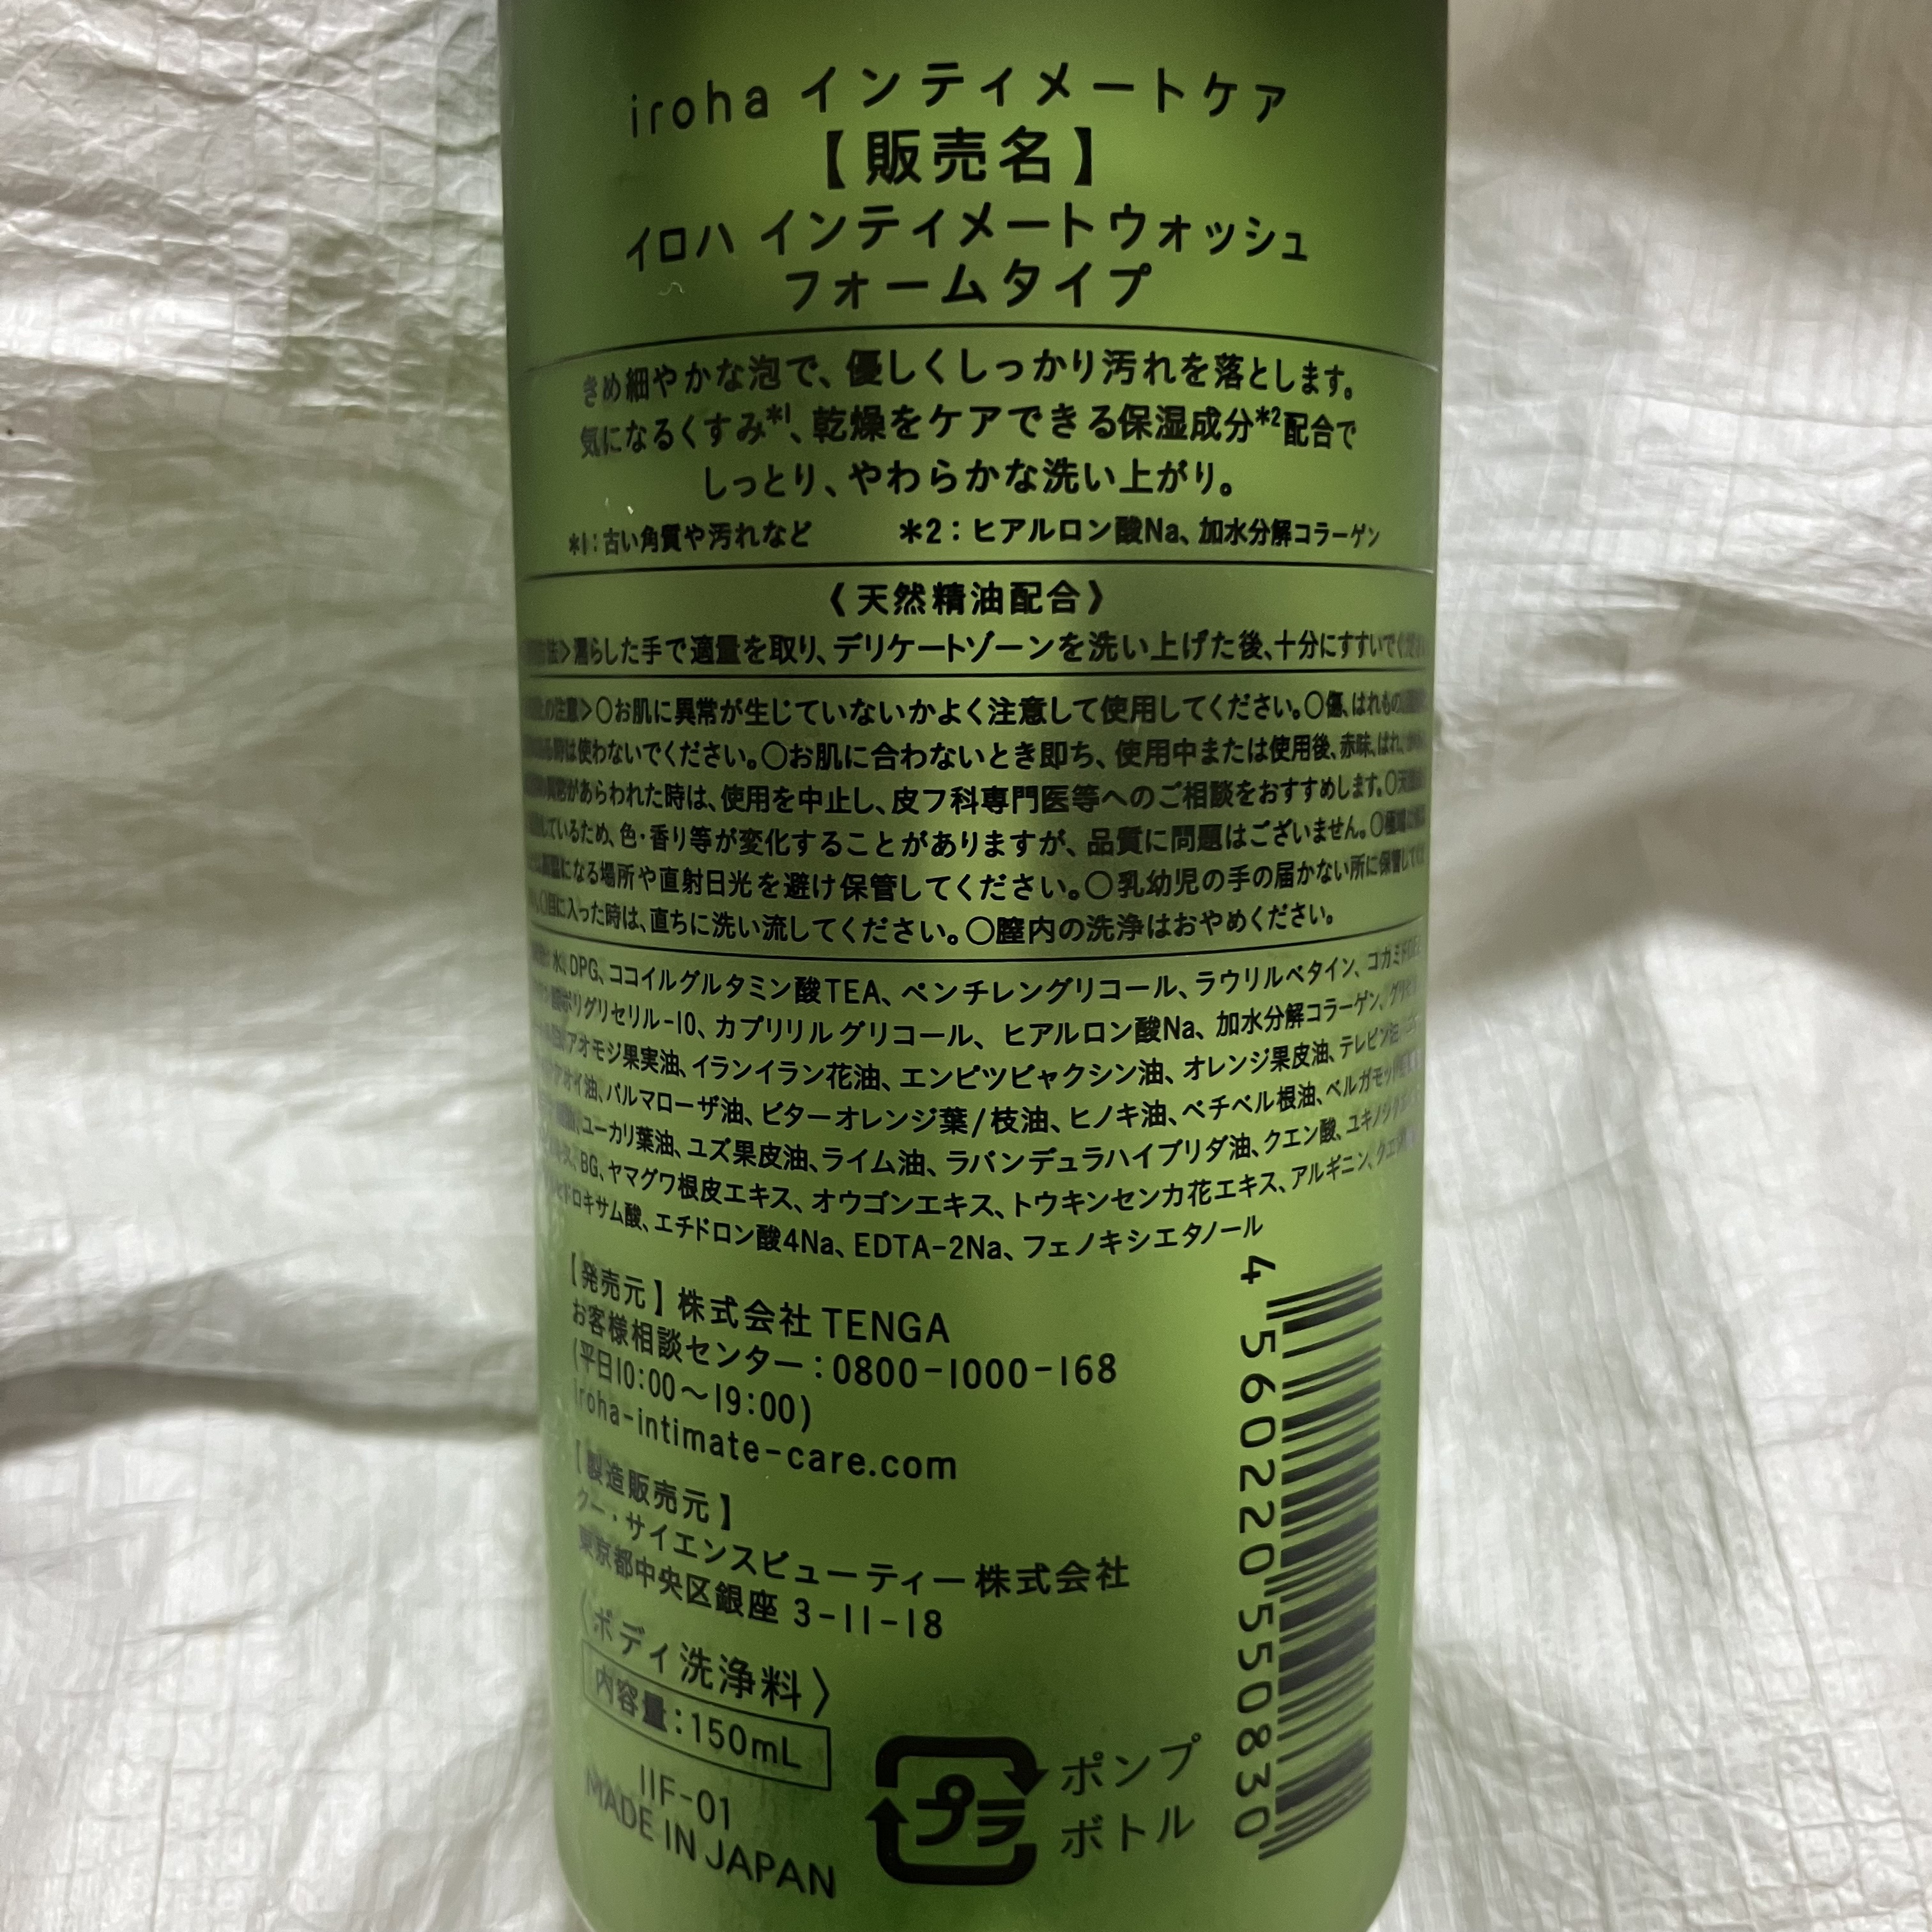 iroha インティメートケア
【販売名】
イロハ インティメートウォッシュ
フォームタイプ
きめ細やかな泡で、優しくしっかり汚れを落とします。
気になるくすみ*1、乾燥をケアできる保湿成分*2配合で
しっとり、やわらかな洗い上がり。
*1:古い角質や汚れなど *2:ヒアルロン酸Na、加水分解コラーゲン
《天然精油配合》
濡らした手で適量を取り、デリケートゾーンを洗い上げた後、十分にすすいで
の注意>○お肌に異常が生じていないかよく注意して使用してください。○傷、はれもの
は使わないでください。○お肌に合わないとき即ち、使用中または使用後、赤味、はれ、
があらわれた時は、使用を中止し、皮フ科専門医等へのご相談をおすすめします。○天然
しているため、色・香り等が変化することがありますが、品質に問題はございません。○
になる場所や直射日光を避け保管してください。○乳幼児の手の届かない所に保管して
○目に入った時は、直ちに洗い流してください。○膣内の洗浄はおやめください。
水、DPG、ココイルグルタミン酸TEA、ペンチレングリコール、ラウリルベタイン、
ポリグリセリル-10、カプリリルグリコール、ヒアルロン酸Na、加水分解コラーゲン、
アオモジ果実油、イランイラン花油、エンピツビャクシン油、オレンジ果皮油、テレビン油、
アオイ油、パルマローザ油、ビターオレンジ葉/枝油、ヒノキ油、ベチベル根油、ベルガモット
ユーカリ葉油、ユズ果皮油、ライム油、ラバンデュラハイブリダ油、クエン酸、
BG、ヤマグワ根皮エキス、オウゴンエキス、トウキンセンカ花エキス、アルギニン、
ヒドロキサム酸、エチドロン酸4Na、EDTA-2Na、フェノキシエタノール
【発売元】株式会社 TENGA
お客様相談センター:0800-1000-168
(平日10:00~19:00)
iroha-intimate-care.com
【製造販売元】
クー・サイエンスビューティー株式会社
東京都中央区銀座 3-11-18
〈ボディ洗浄料〉
内容量:150mL
IIF-01
MADE IN JAPAN
プラ
ポンプ
ボトル
4 560220 550830